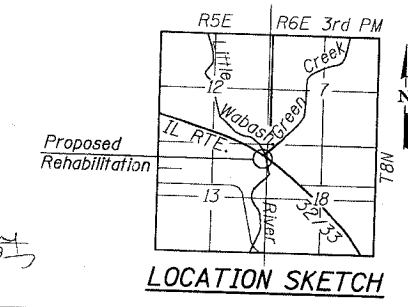 R5E R6E 3rd PM
Little
Creek
12
7
N
Wabash
Green
IL RTE. 32/33
Proposed
Rehabilitation
T8N
13
18
River
LOCATION SKETCH